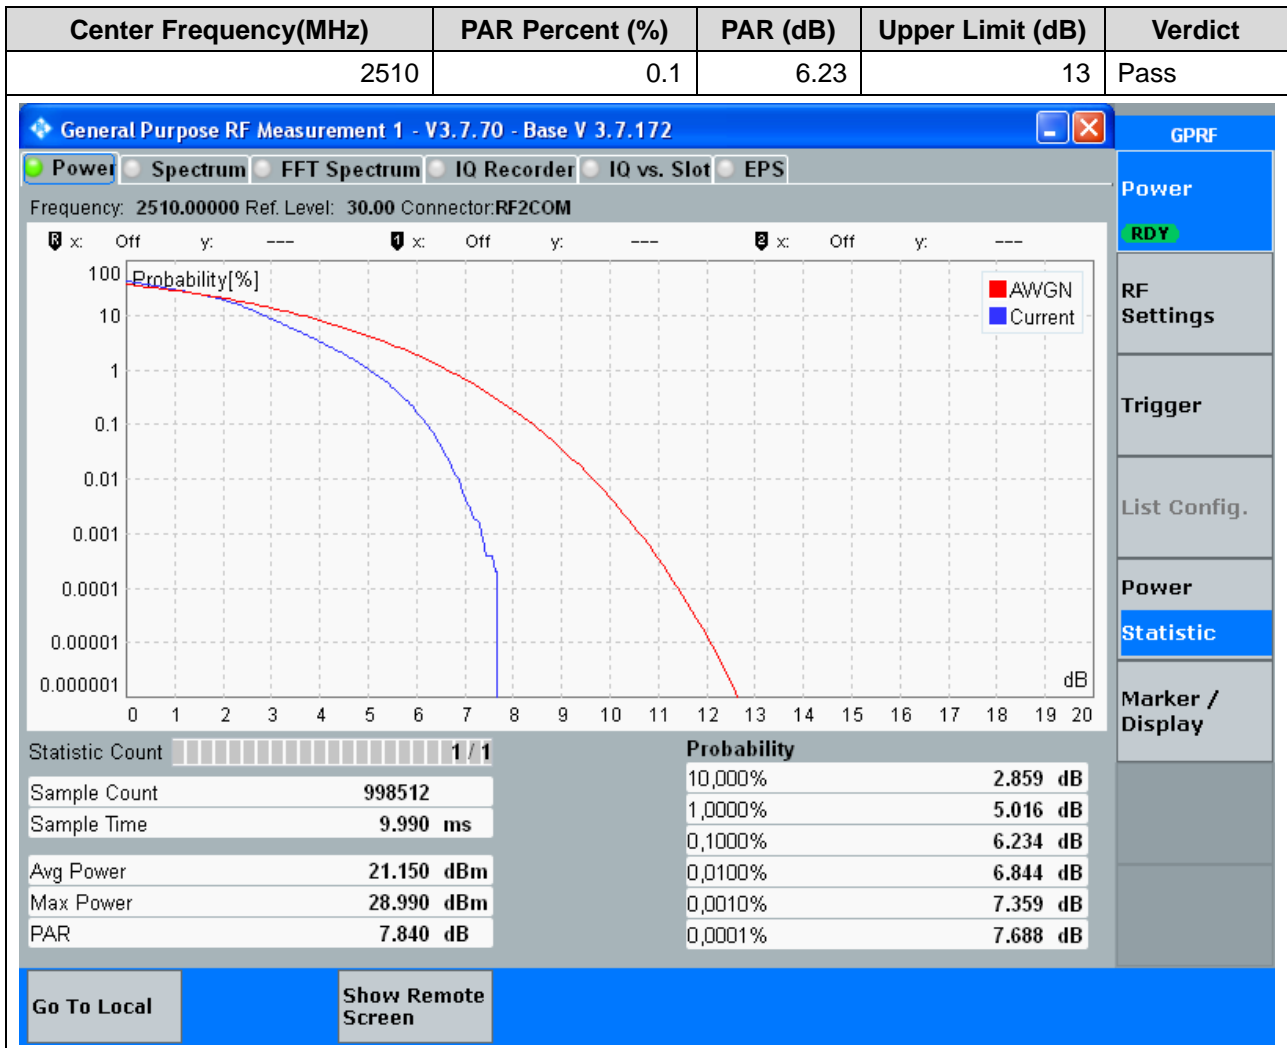 Center Frequency(MHz) PAR Percent (%) PAR (dB) Upper Limit (dB) Verdict
2510 0.1 6.23 13 Pass
General Purpose RF Measurement 1 - V3.7.70 - Base V 3.7.172
GPRF
Power Spectrum FFT Spectrum IQ Recorder IQ vs. Slot EPS
Power
RDY
Frequency: 2510.00000 Ref. Level: 30.00 Connector:RF2COM
R x: Off y: --- 1 x: Off y: --- 2 x: Off y: ---
Probability[%]
AWGN
Current
100
10
1
0.1
0.01
0.001
0.0001
0.00001
0.000001
dB
0 1 2 3 4 5 6 7 8 9 10 11 12 13 14 15 16 17 18 19 20
RF
Settings
Trigger
List Config.
Power
Statistic
Marker /
Display
Statistic Count 1 / 1
Sample Count 998512
Sample Time 9.990 ms
Avg Power 21.150 dBm
Max Power 28.990 dBm
PAR 7.840 dB
Probability
10,000% 2.859 dB
1,0000% 5.016 dB
0,1000% 6.234 dB
0,0100% 6.844 dB
0,0010% 7.359 dB
0,0001% 7.688 dB
Go To Local
Show Remote
Screen